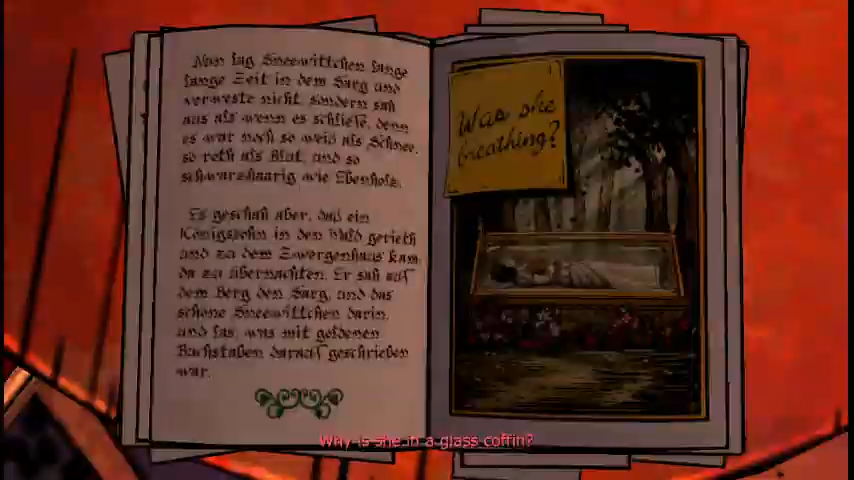 Nun lag Sneewittchen lange
lange Zeit in dem Sarg und
verweste nicht, sondern sah
aus als wenn es schliefe, denn
es war noch so weiß als Schnee,
so roth als Blut, und so
schwarzhaarig wie Ebenholz.
Es geschah aber, daß ein
Königssohn in den Wald gerieth
und zu dem Zwergenhaus kam,
da zu übernachten. Er sah auf
dem Berg den Sarg, und das
schöne Sneewittchen darin,
und las, was mit goldenen
Buchstaben darauf geschrieben
war.
Was she
breathing?
Why is she in a glass coffin?